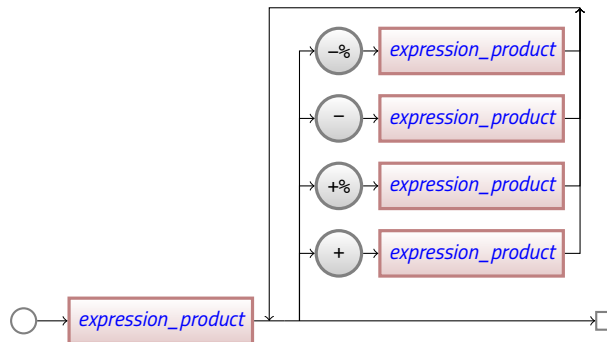 -% expression_product
- expression_product
+% expression_product
+ expression_product
expression_product